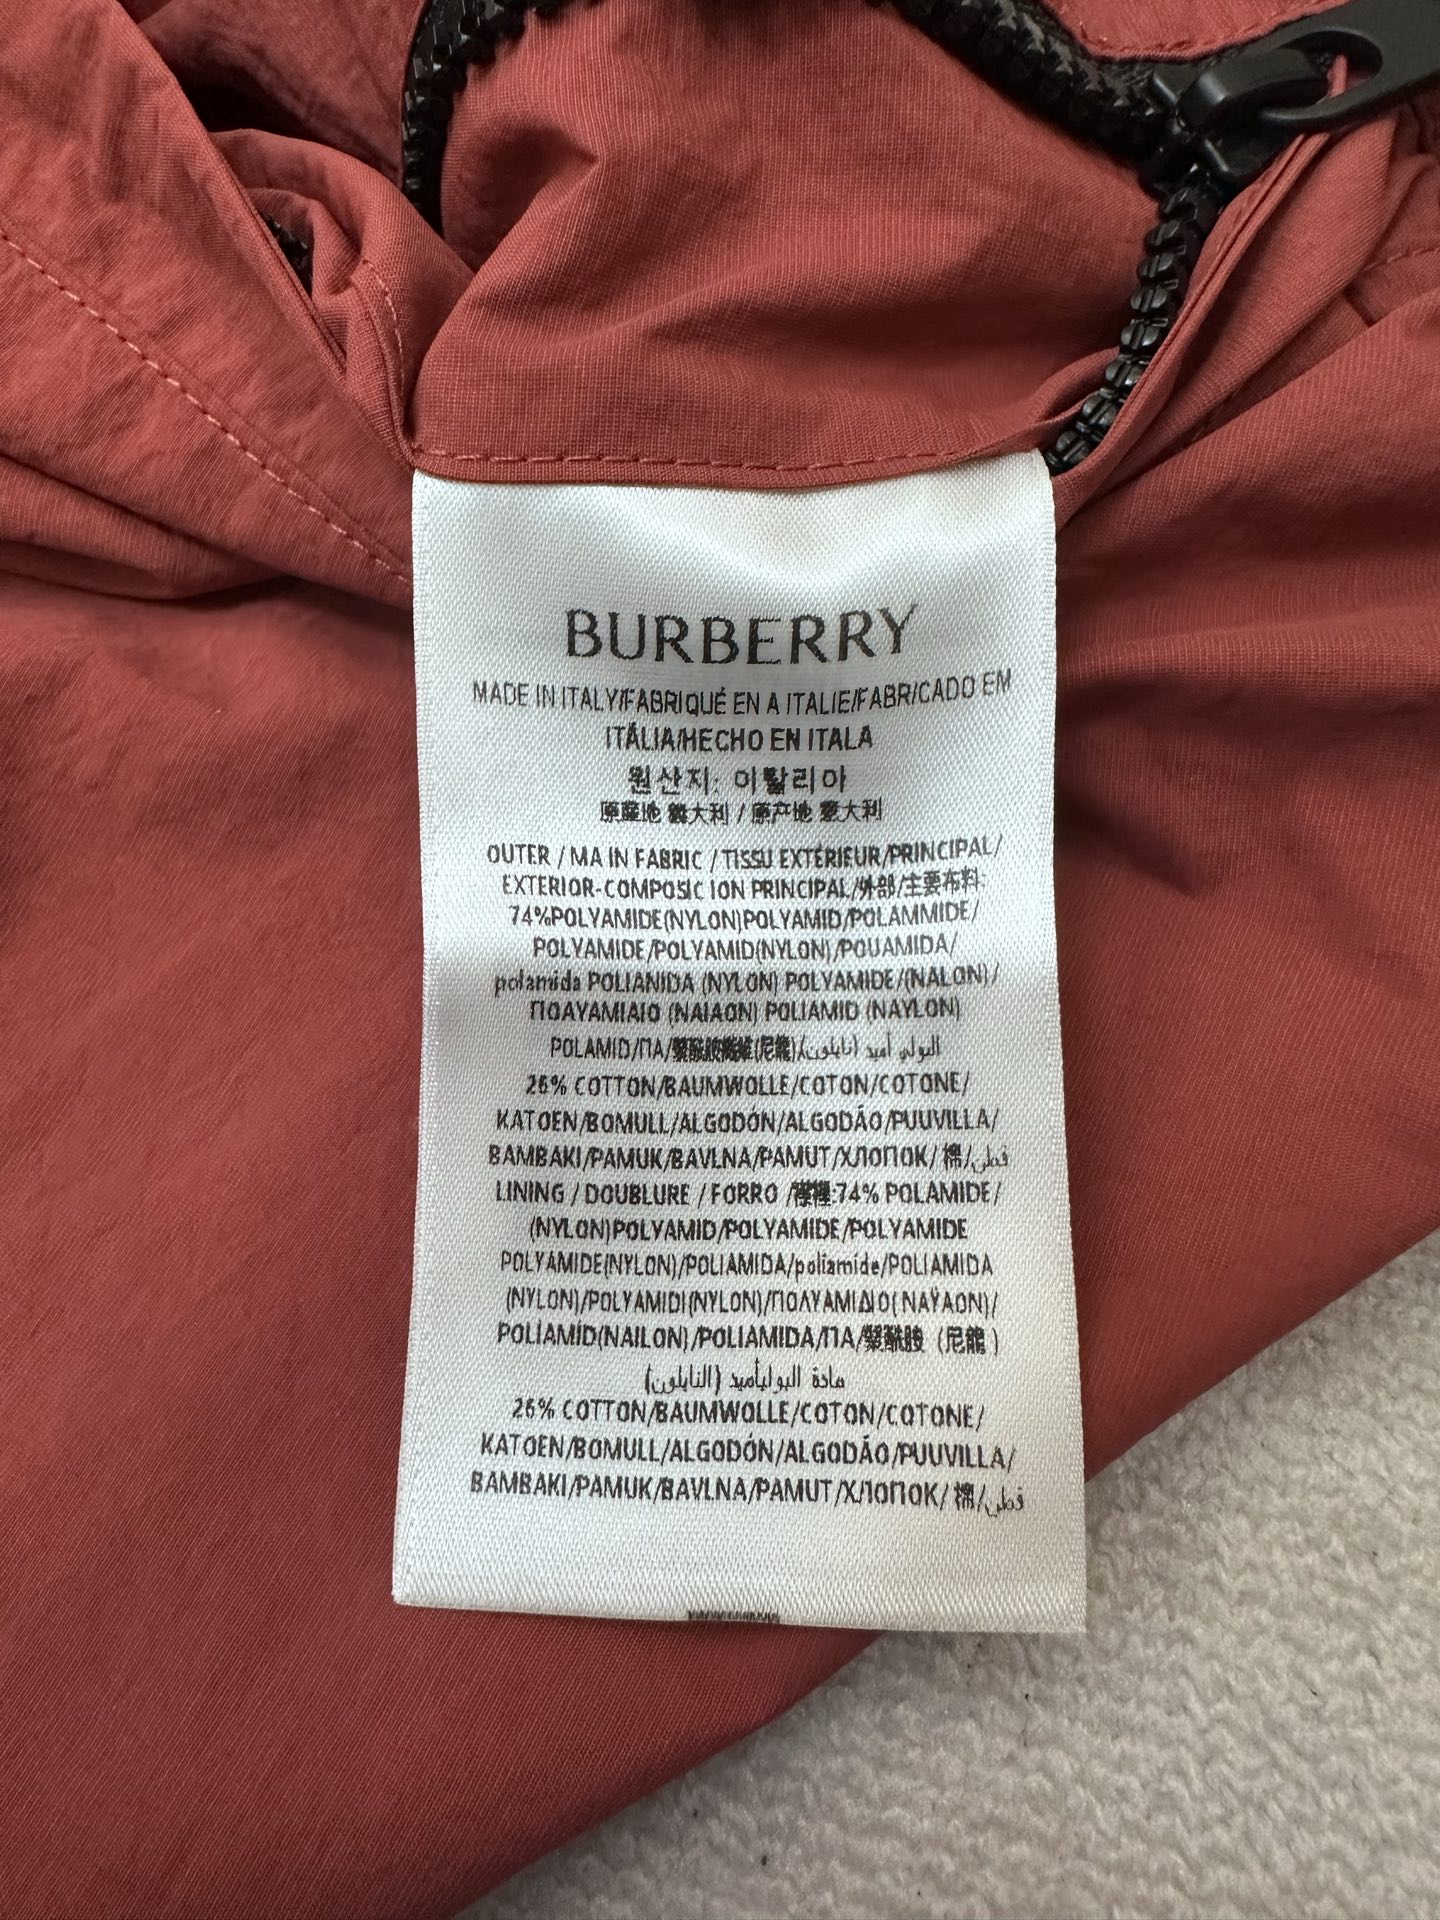 BURBERRY
MADE IN ITALY/FABRIQUÉ EN A ITALIE/FABR/CADO EM
ITÁLIA/HECHO EN ITALA
원산지: 이탈리아
原產地 義大利 / 原产地 意大利
OUTER / MA IN FABRIC / TISSU EXTÉRIEUR/PRINCIPAL/
EXTERIOR-COMPOSIC ION PRINCIPAL/外部/主要布料:
74%POLYAMIDE(NYLON)POLYAMID/POLAMMIDE/
POLYAMIDE/POLYAMID(NYLON)/POUAMIDA/
polamida POLIANIDA (NYLON) POLYAMIDE/(NALON)/
ΠΟΛΥΑΜΙΑΙΟ (ΝΑΙΑΟΝ) POLIAMID (NAYLON)
POLAMID/ПА/聚酰胺纖維(尼龍)/البولي أميد (نايلون)
26% COTTON/BAUMWOLLE/COTON/COTONE/
KATOEN/BOMULL/ALGODÓN/ALGODÃO/PUUVILLA/
BAMBAKI/PAMUK/BAVLNA/PAMUT/ХЛОПОК/ 棉/قطن
LINING / DOUBLURE / FORRO /裡:74% POLAMIDE/
(NYLON)POLYAMID/POLYAMIDE/POLYAMIDE
POLYAMIDE(NYLON)/POLIAMIDA/poliamide/POLIAMIDA
(NYLON)/POLYAMIDI(NYLON)/ΠΟΛΥΑΜΙΔΙΟ( ΝΑΫΑΟΝ)/
POLIAMID(NAILON)/POLIAMIDA/ПА/聚酰胺 (尼龍 )
مادة البوليأميد (النايلون)
26% COTTON/BAUMWOLLE/COTON/COTONE/
KATOEN/BOMULL/ALGODÓN/ALGODÃO/PUUVILLA/
BAMBAKI/PAMUK/BAVLNA/PAMUT/ХЛОПОК/ 棉/قطن